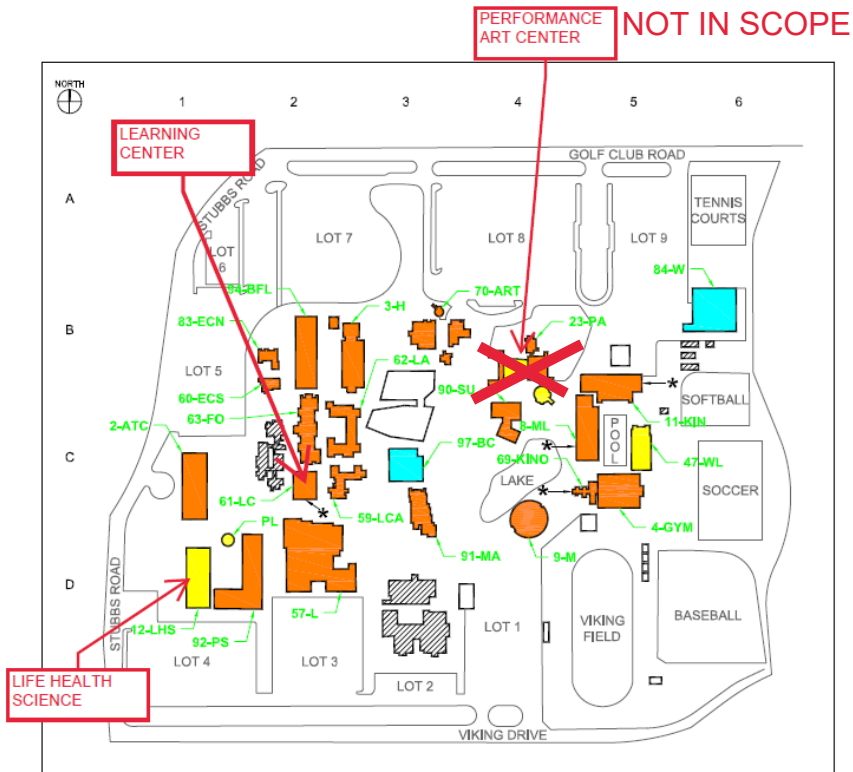 PERFORMANCE
ART CENTER
NOT IN SCOPE
NORTH
1
2
3
4
5
6
LEARNING
CENTER
GOLF CLUB ROAD
STUBBS ROAD
A
TENNIS
COURTS
LOT
6
LOT 7
LOT 8
LOT 9
84-W
94-BFL
70-ART
3-H
83-ECN
23-PA
B
62-LA
LOT 5
60-ECS
90-SU
*
SOFTBALL
63-FO
2-ATC
8-ML
11-KIN
POOL
97-BC
*
C
69-KINO
47-WL
LAKE
SOCCER
61-LC
*
*
PL
59-LCA
4-GYM
91-MA
9-M
D
STUBBS ROAD
57-L
12-LHS
92-PS
LOT 1
VIKING
FIELD
BASEBALL
LOT 4
LOT 3
LIFE HEALTH
SCIENCE
LOT 2
VIKING DRIVE